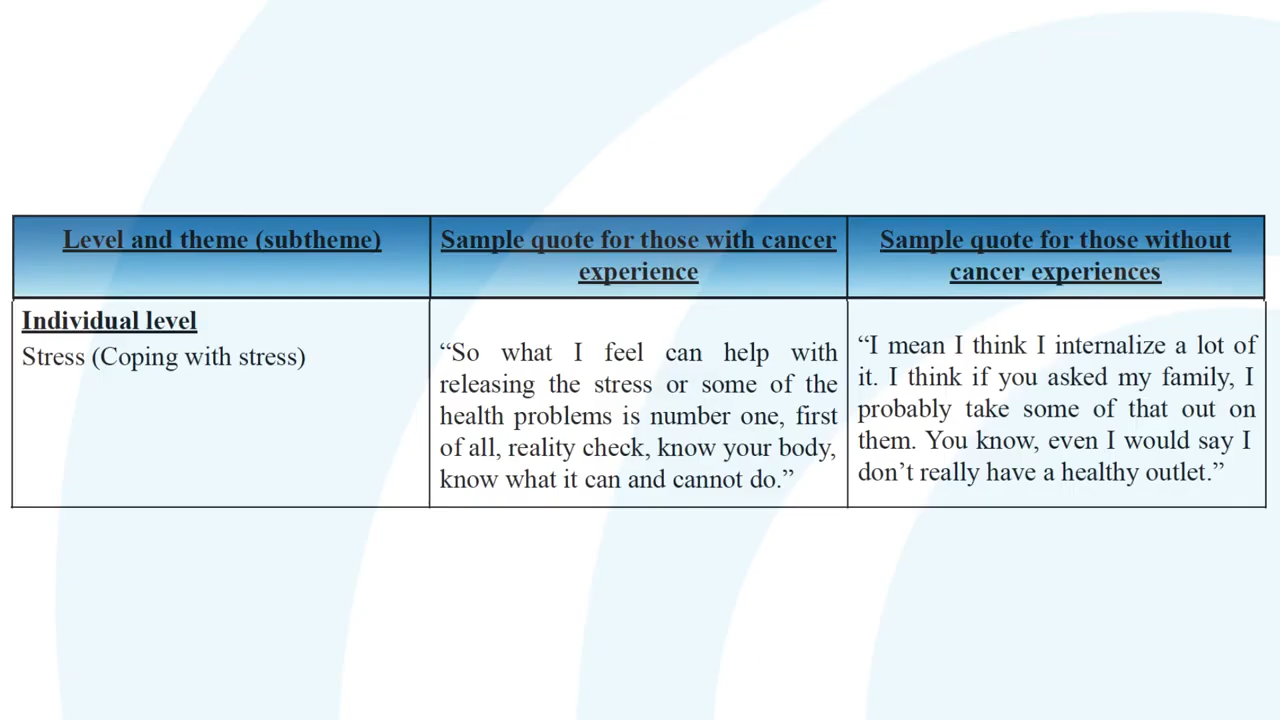 Level and theme (subtheme)
Sample quote for those with cancer
experience
Sample quote for those without
cancer experiences
Individual level
Stress (Coping with stress)
“So what I feel can help with
releasing the stress or some of the
health problems is number one, first
of all, reality check, know your body,
know what it can and cannot do.”
“I mean I think I internalize a lot of
it. I think if you asked my family, I
probably take some of that out on
them. You know, even I would say I
don’t really have a healthy outlet.”